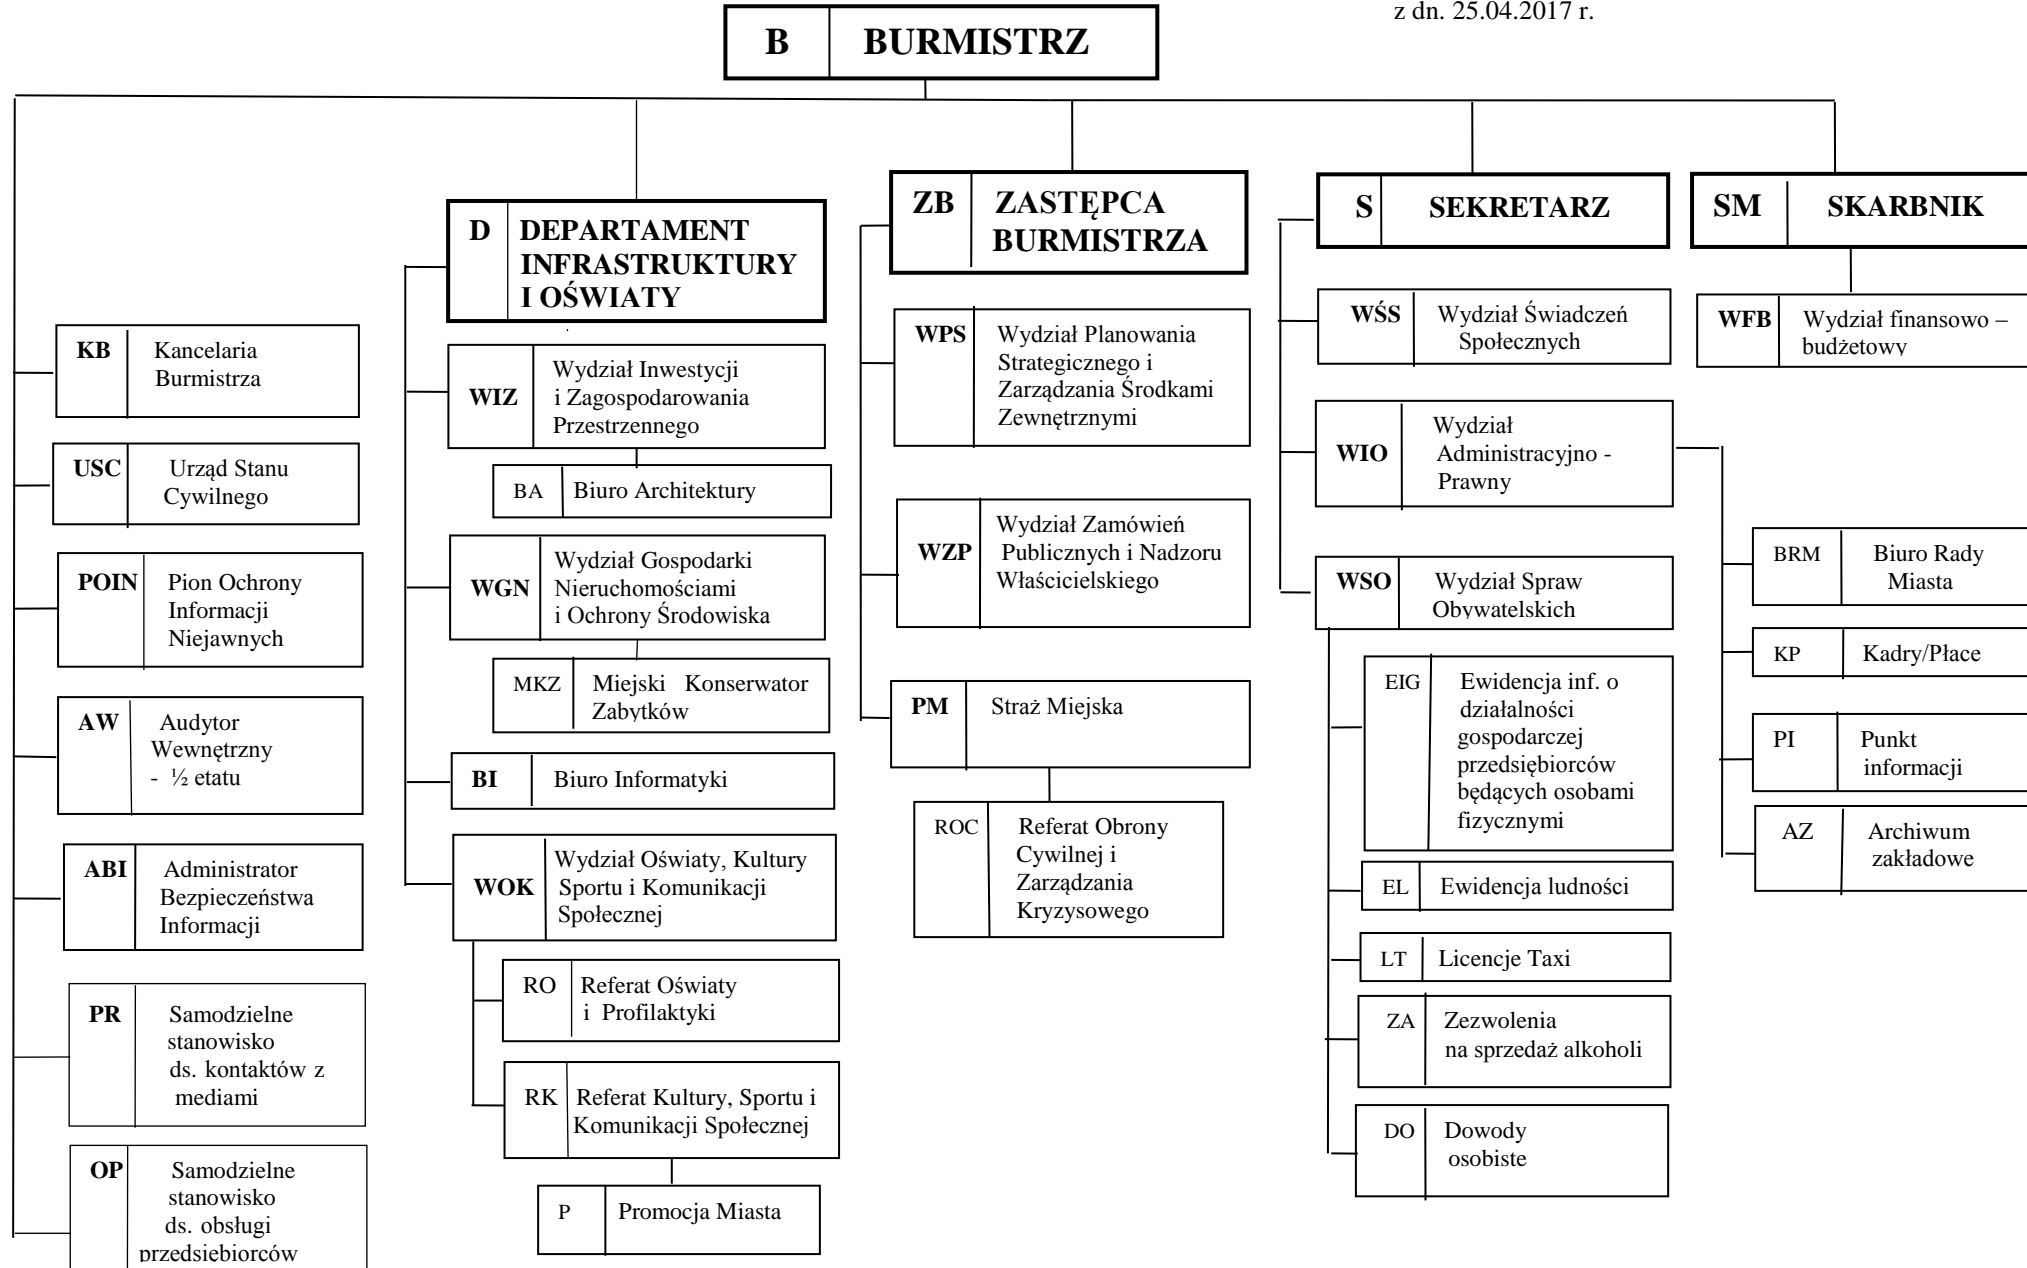 z dn. 25.04.2017 r.
B BURMISTRZ
KB Kancelaria
Burmistrza
USC Urząd Stanu
Cywilnego
POIN Pion Ochrony
Informacji
Niejawnych
AW Audytor
Wewnętrzny
- ½ etatu
ABI Administrator
Bezpieczeństwa
Informacji
PR Samodzielne
stanowisko
ds. kontaktów z
mediami
OP Samodzielne
stanowisko
ds. obsługi
przedsiębiorców
D DEPARTAMENT
INFRASTRUKTURY
I OŚWIATY
WIZ Wydział Inwestycji
i Zagospodarowania
Przestrzennego
BA Biuro Architektury
WGN Wydział Gospodarki
Nieruchomościami
i Ochrony Środowiska
MKZ Miejski Konserwator
Zabytków
BI Biuro Informatyki
WOK Wydział Oświaty, Kultury
Sportu i Komunikacji
Społecznej
RO Referat Oświaty
i Profilaktyki
RK Referat Kultury, Sportu i
Komunikacji Społecznej
P Promocja Miasta
ZB ZASTĘPCA
BURMISTRZA
WPS Wydział Planowania
Strategicznego i
Zarządzania Środkami
Zewnętrznymi
WZP Wydział Zamówień
Publicznych i Nadzoru
Właścicielskiego
PM Straż Miejska
ROC Referat Obrony
Cywilnej i
Zarządzania
Kryzysowego
S SEKRETARZ
WŚS Wydział Świadczeń
Społecznych
WIO Wydział
Administracyjno -
Prawny
WSO Wydział Spraw
Obywatelskich
EIG Ewidencja inf. o
działalności
gospodarczej
przedsiębiorców
będących osobami
fizycznymi
EL Ewidencja ludności
LT Licencje Taxi
ZA Zezwolenia
na sprzedaż alkoholi
DO Dowody
osobiste
SM SKARBNIK
WFB Wydział finansowo –
budżetowy
BRM Biuro Rady
Miasta
KP Kadry/Płace
PI Punkt
informacji
AZ Archiwum
zakładowe